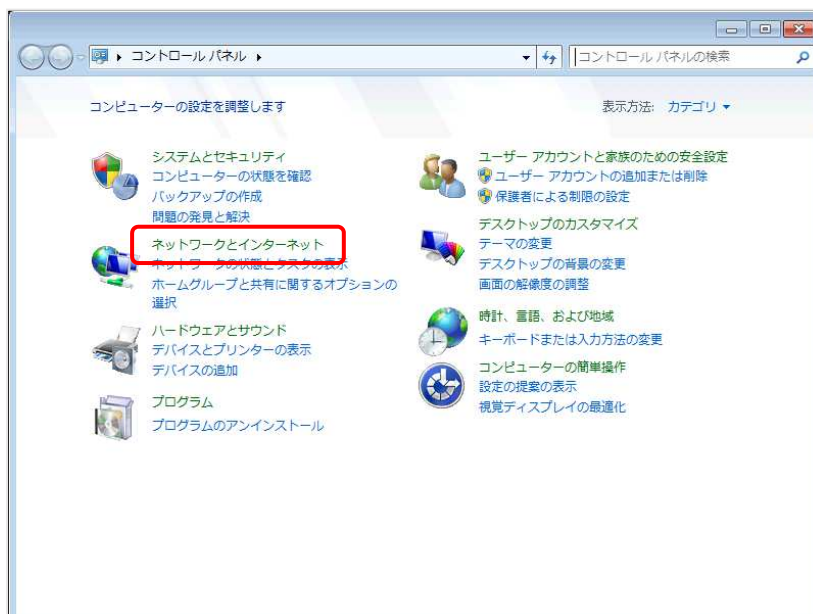 コントロール パネル
コントロール パネルの検索
コンピューターの設定を調整します
表示方法: カテゴリ
システムとセキュリティ
コンピューターの状態を確認
バックアップの作成
問題の発見と解決
ネットワークとインターネット
ネットワークの状態とタスクの表示
ホームグループと共有に関するオプションの
選択
ハードウェアとサウンド
デバイスとプリンターの表示
デバイスの追加
プログラム
プログラムのアンインストール
ユーザー アカウントと家族のための安全設定
ユーザー アカウントの追加または削除
保護者による制限の設定
デスクトップのカスタマイズ
テーマの変更
デスクトップの背景の変更
画面の解像度の調整
時計、言語、および地域
キーボードまたは入力方法の変更
コンピューターの簡単操作
設定の提案の表示
視覚ディスプレイの最適化